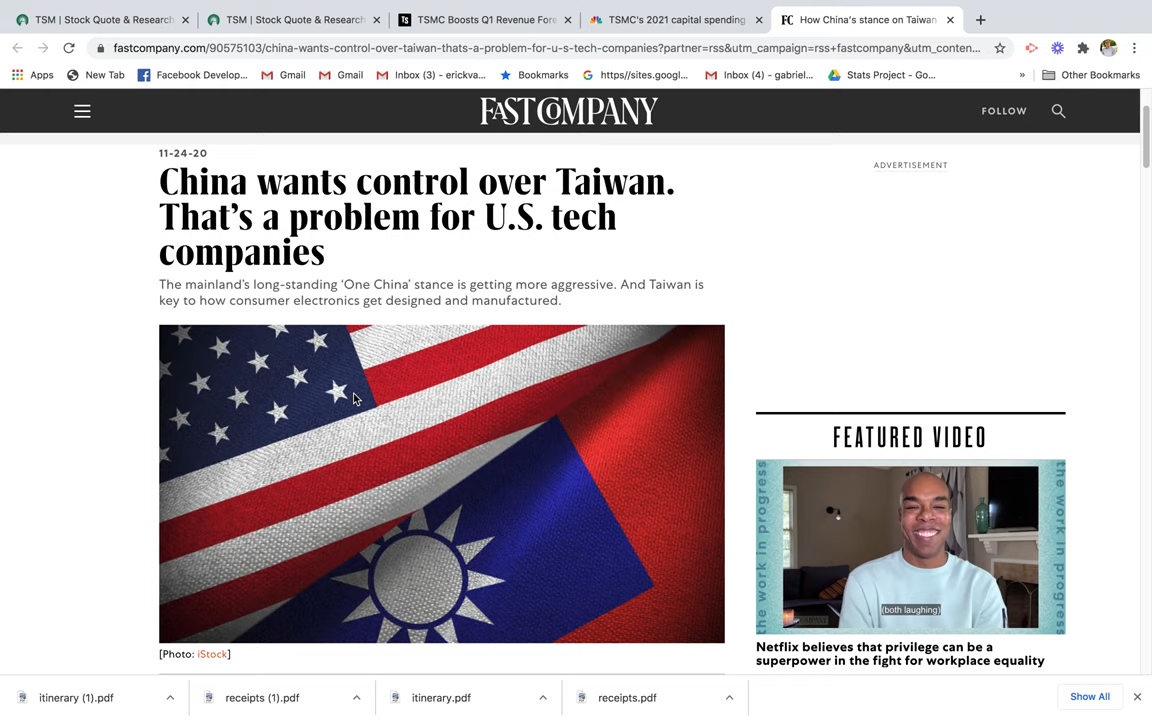 TSM | Stock Quote & Research
TSM | Stock Quote & Research
TS
TSMC Boosts Q1 Revenue Fore
TSMC's 2021 capital spending
FC
How China's stance on Taiwan
fastcompany.com/90575103/china-wants-control-over-taiwan-thats-a-problem-for-u-s-tech-companies?partner=rss&utm_campaign=rss+fastcompany&utm_conten...
Apps
New Tab
Facebook Develop...
Gmail
Gmail
Inbox (3) - erickva...
Bookmarks
https//sites.googl...
Inbox (4) - gabriel...
Stats Project - Go...
»
Other Bookmarks
FAST COMPANY
FOLLOW
11-24-20
China wants control over Taiwan.
That's a problem for U.S. tech
companies
The mainland's long-standing 'One China' stance is getting more aggressive. And Taiwan is
key to how consumer electronics get designed and manufactured.
[Photo: iStock]
ADVERTISEMENT
FEATURED VIDEO
the work in progress
the work in progress
(both laughing)
Netflix believes that privilege can be a
superpower in the fight for workplace equality
itinerary (1).pdf
receipts (1).pdf
itinerary.pdf
receipts.pdf
Show All